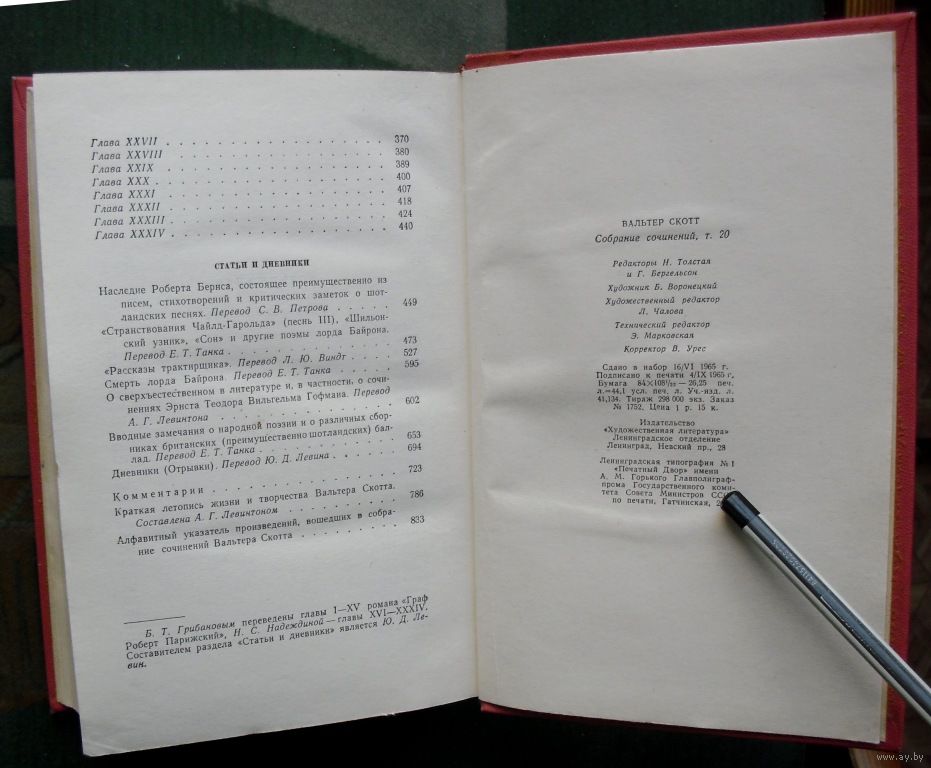 Глава XXVII . . . . . . . . . . . . . . . . . 370
Глава XXVIII . . . . . . . . . . . . . . . . . 380
Глава XXIX . . . . . . . . . . . . . . . . . 389
Глава XXX . . . . . . . . . . . . . . . . . 400
Глава XXXI . . . . . . . . . . . . . . . . . 407
Глава XXXII . . . . . . . . . . . . . . . . . 418
Глава XXXIII . . . . . . . . . . . . . . . . . 424
Глава XXXIV . . . . . . . . . . . . . . . . . 440
СТАТЬИ И ДНЕВНИКИ
Наследие Роберта Бернса, состоящее преимущественно из
писем, стихотворений и критических заметок о шот-
ландских песнях. Перевод С. В. Петрова . . . . . 449
«Странствования Чайлд-Гарольда» (песнь III), «Шильон-
ский узник», «Сон» и другие поэмы лорда Байрона.
Перевод Е. Т. Танка . . . . . . . . . . . . . 473
«Рассказы трактирщика». Перевод Л. Ю. Виндт . . . . 527
Смерть лорда Байрона. Перевод Е. Т. Танка . . . . . 595
О сверхъестественном в литературе и, в частности, о сочи-
нениях Эрнста Теодора Вильгельма Гофмана. Перевод
А. Г. Левинтона . . . . . . . . . . . . . . 602
Вводные замечания о народной поэзии и о различных сбор-
никах британских (преимущественно шотландских) бал-
лад. Перевод Е. Т. Танка . . . . . . . . . . . 653
Дневники (Отрывки). Перевод Ю. Д. Левина . . . . . 694
Комментарии . . . . . . . . . . . . . . . 723
Краткая летопись жизни и творчества Вальтера Скотта.
Составлена А. Г. Левинтоном . . . . . . . . . 786
Алфавитный указатель произведений, вошедших в собра-
ние сочинений Вальтера Скотта . . . . . . . . 833
Б. Т. Грибановым переведены главы I—XV романа «Граф
Роберт Парижский», Н. С. Надеждиной — главы XVI—XXXIV.
Составителем раздела «Статьи и дневники» является Ю. Д. Ле-
вин.
ВАЛЬТЕР СКОТТ
Собрание сочинений, т. 20
Редакторы Н. Толстая
и Г. Бергельсон
Художник Б. Воронецкий
Художественный редактор
Л. Чалова
Технический редактор
Э. Марковская
Корректор В. Урес
Сдано в набор 16/VI 1965 г.
Подписано к печати 4/IX 1965 г,
Бумага 84×108¹/₃₂ — 26,25 печ.
л.=44,1 усл. печ. л. Уч.-изд. л.
41,134. Тираж 298 000 экз. Заказ
№ 1752. Цена 1 р. 15 к.
Издательство
«Художественная литература»
Ленинградское отделение
Ленинград, Невский пр., 28
Ленинградская типография № 1
«Печатный Двор» имени
А. М. Горького Главполиграф-
прома Государственного коми-
тета Совета Министров ССС
по печати, Гатчинская, 2
www.ay.by